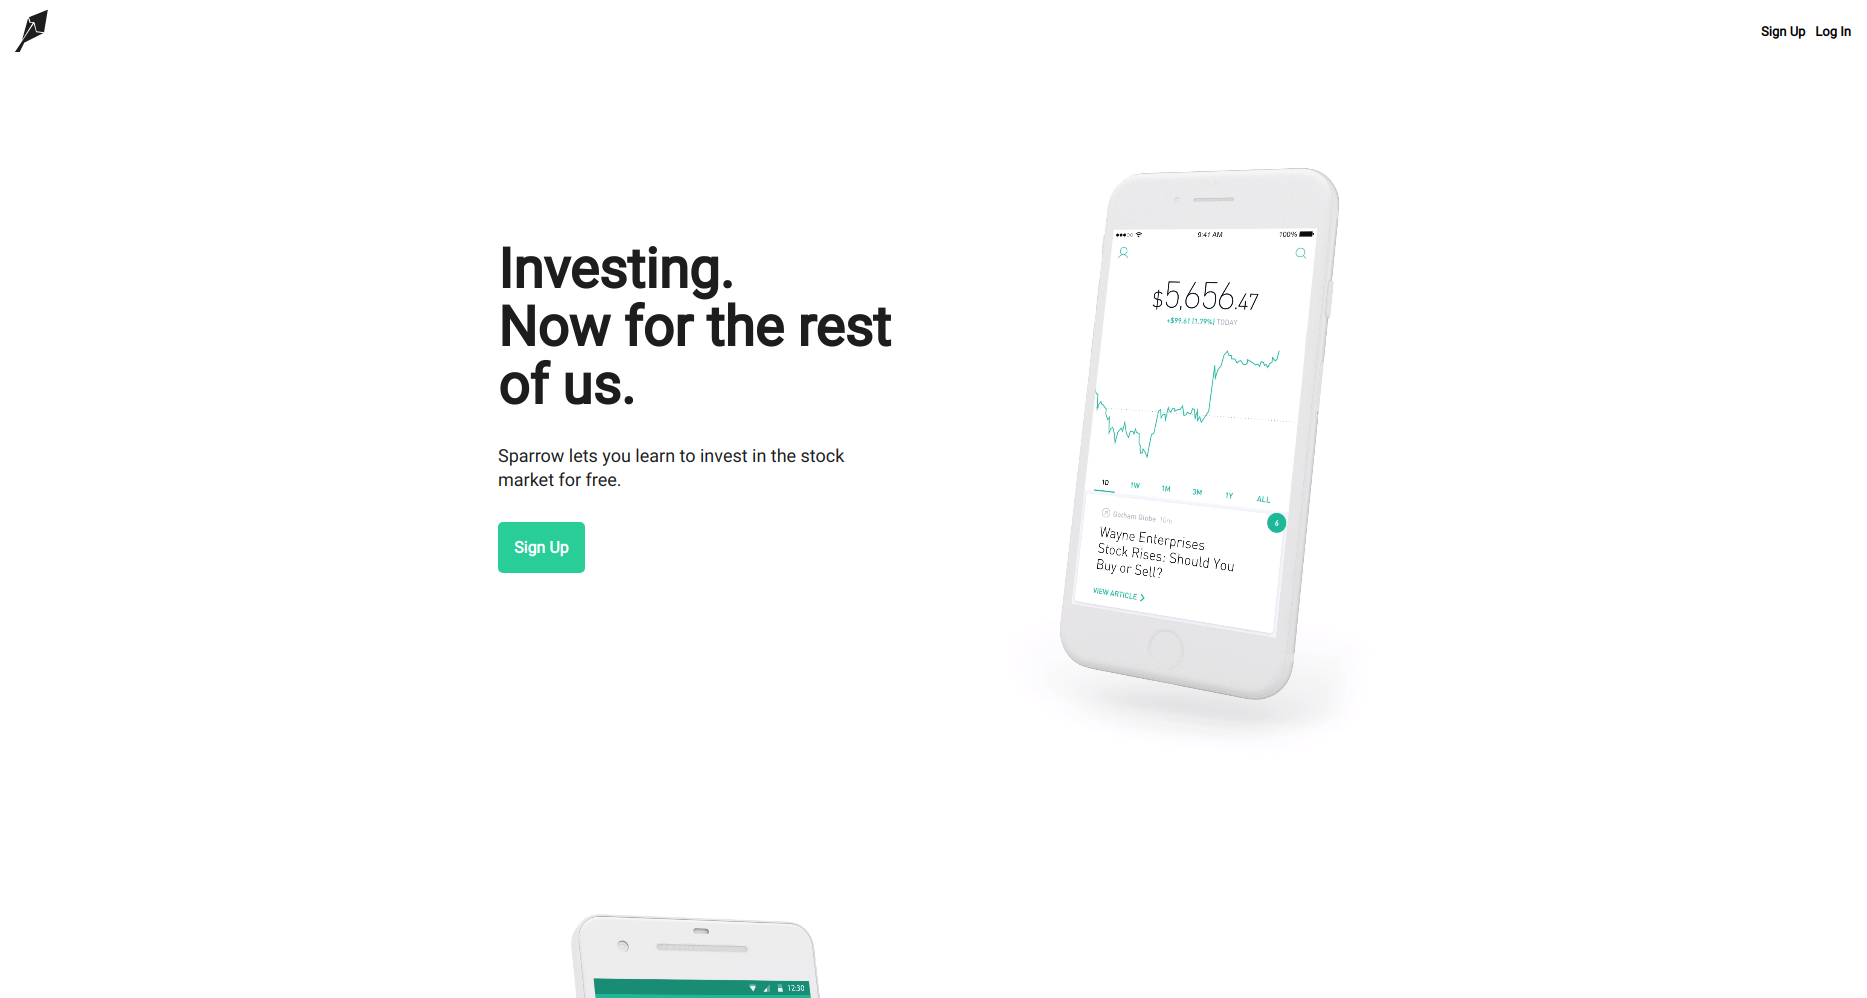 Sign Up Log In
Investing.
Now for the rest
of us.
Sparrow lets you learn to invest in the stock
market for free.
Sign Up
9:41 AM
100%
$5,656.47
+$99.61 (1.79%) TODAY
1D 1W 1M 3M 1Y ALL
Gotham Globe 10m
6
Wayne Enterprises
Stock Rises: Should You
Buy or Sell?
VIEW ARTICLE
12:30